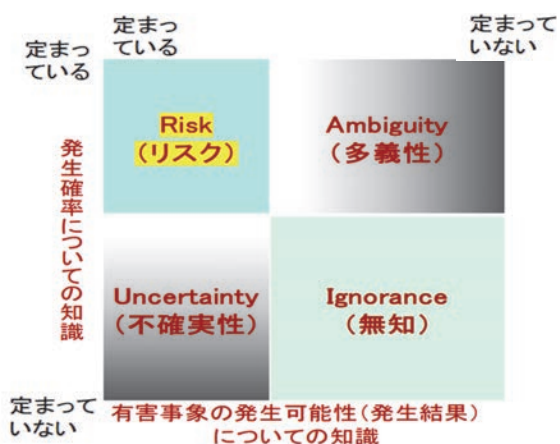 定まっ
ている
定まって
いない
定まっ
ている
Risk
(リスク)
Ambiguity
(多義性)
発生確率についての知識
Uncertainty
(不確実性)
Ignorance
(無知)
定まって
いない
有害事象の発生可能性(発生結果)
についての知識